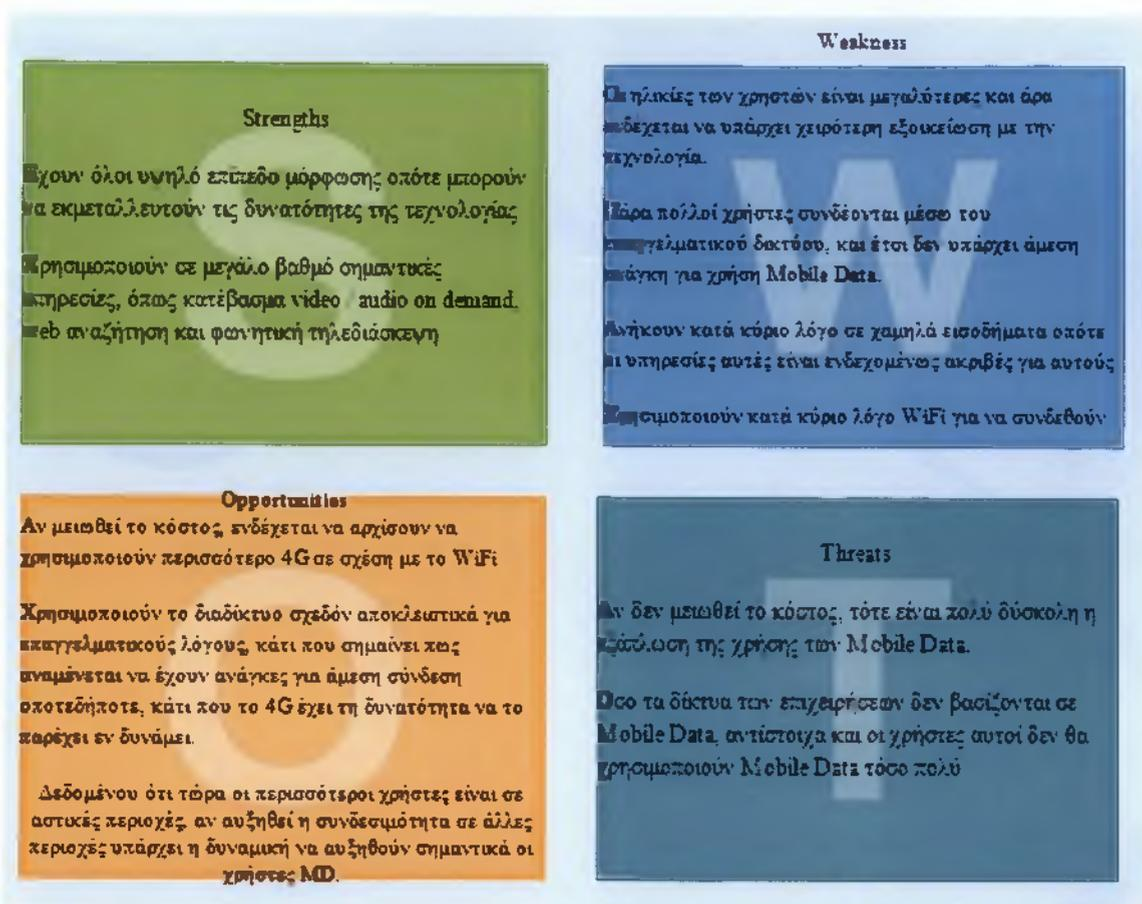 Strengths
Έχουν όλοι υψηλό επίπεδο μόρφωσης οπότε μπορούν
να εκμεταλλευτούν τις δυνατότητες της τεχνολογίας
Χρησιμοποιούν σε μεγάλο βαθμό σημαντικές
υπηρεσίες, όπως κατέβασμα video / audio on demand,
web αναζήτηση και φωνητική τηλεδιάσκεψη
Weakness
Οι ηλικίες των χρηστών είναι μεγαλύτερες και άρα
ενδέχεται να υπάρχει χειρότερη εξοικείωση με την
τεχνολογία.
Πάρα πολλοί χρήστες συνδέονται μέσω του
επαγγελματικού δικτύου, και έτσι δεν υπάρχει άμεση
ανάγκη για χρήση Mobile Data.
Ανήκουν κατά κύριο λόγο σε χαμηλά εισοδήματα οπότε
οι υπηρεσίες αυτές είναι ενδεχομένως ακριβές για αυτούς
Χρησιμοποιούν κατά κύριο λόγο WiFi για να συνδεθούν
Opportunities
Αν μειωθεί το κόστος, ενδέχεται να αρχίσουν να
χρησιμοποιούν περισσότερο 4G σε σχέση με το WiFi
Χρησιμοποιούν το διαδίκτυο σχεδόν αποκλειστικά για
επαγγελματικούς λόγους, κάτι που σημαίνει πως
αναμένεται να έχουν ανάγκες για άμεση σύνδεση
οποτεδήποτε, κάτι που το 4G έχει τη δυνατότητα να το
παρέχει εν δυνάμει.
Δεδομένου ότι τώρα οι περισσότεροι χρήστες είναι σε
αστικές περιοχές, αν αυξηθεί η συνδεσιμότητα σε άλλες
περιοχές υπάρχει η δυναμική να αυξηθούν σημαντικά οι
χρήστες MD.
Threats
Αν δεν μειωθεί το κόστος, τότε είναι πολύ δύσκολη η
εξάπλωση της χρήσης των Mobile Data.
Όσο τα δίκτυα των επιχειρήσεων δεν βασίζονται σε
Mobile Data, αντίστοιχα και οι χρήστες αυτοί δεν θα
χρησιμοποιούν Mobile Data τόσο πολύ
S
W
O
T